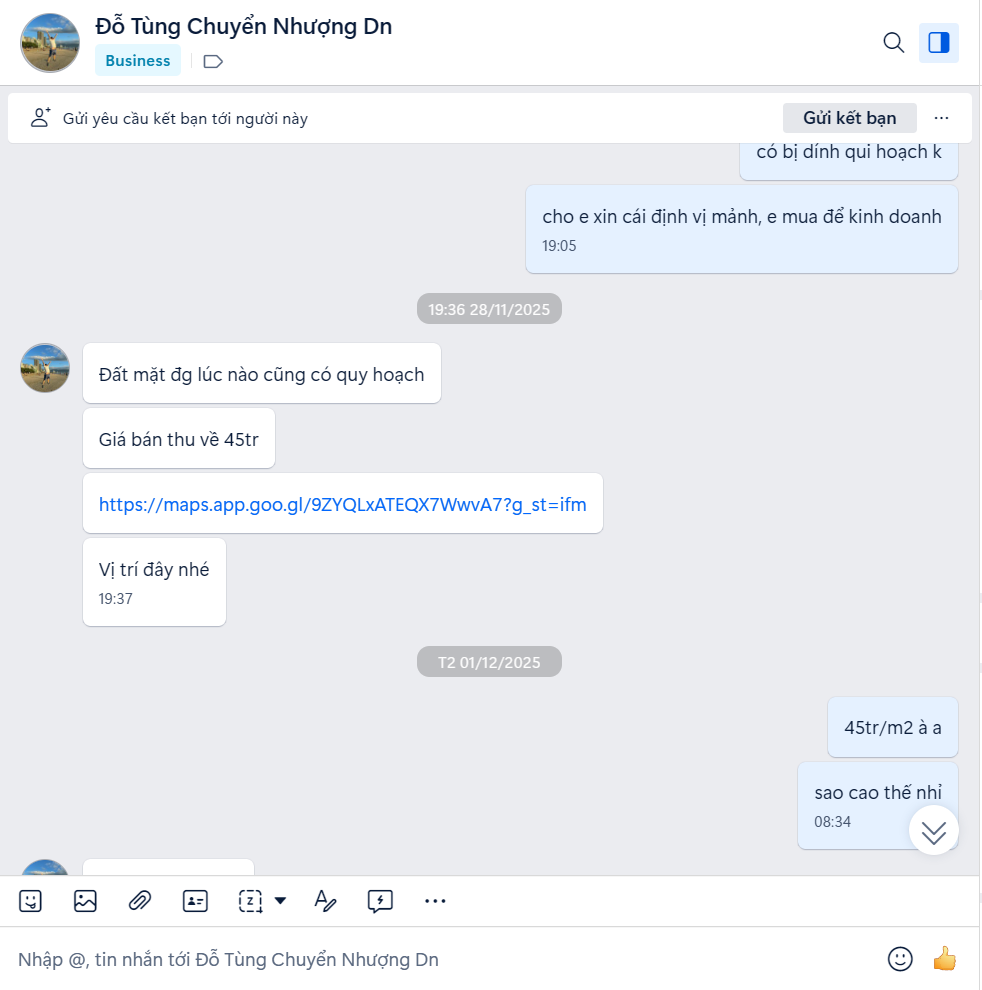 Đỗ Tùng Chuyển Nhượng Dn
Business
Gửi yêu cầu kết bạn tới người này
Gửi kết bạn
có bị dính qui hoạch k
cho e xin cái định vị mảnh, e mua để kinh doanh
19:05
19:36 28/11/2025
Đất mặt đg lúc nào cũng có quy hoạch
Giá bán thu về 45tr
https://maps.app.goo.gl/9ZYQLxATEQX7WwvA7?g_st=ifm
Vị trí đây nhé
19:37
T2 01/12/2025
45tr/m2 à a
sao cao thế nhỉ
08:34
Nhập @, tin nhắn tới Đỗ Tùng Chuyển Nhượng Dn